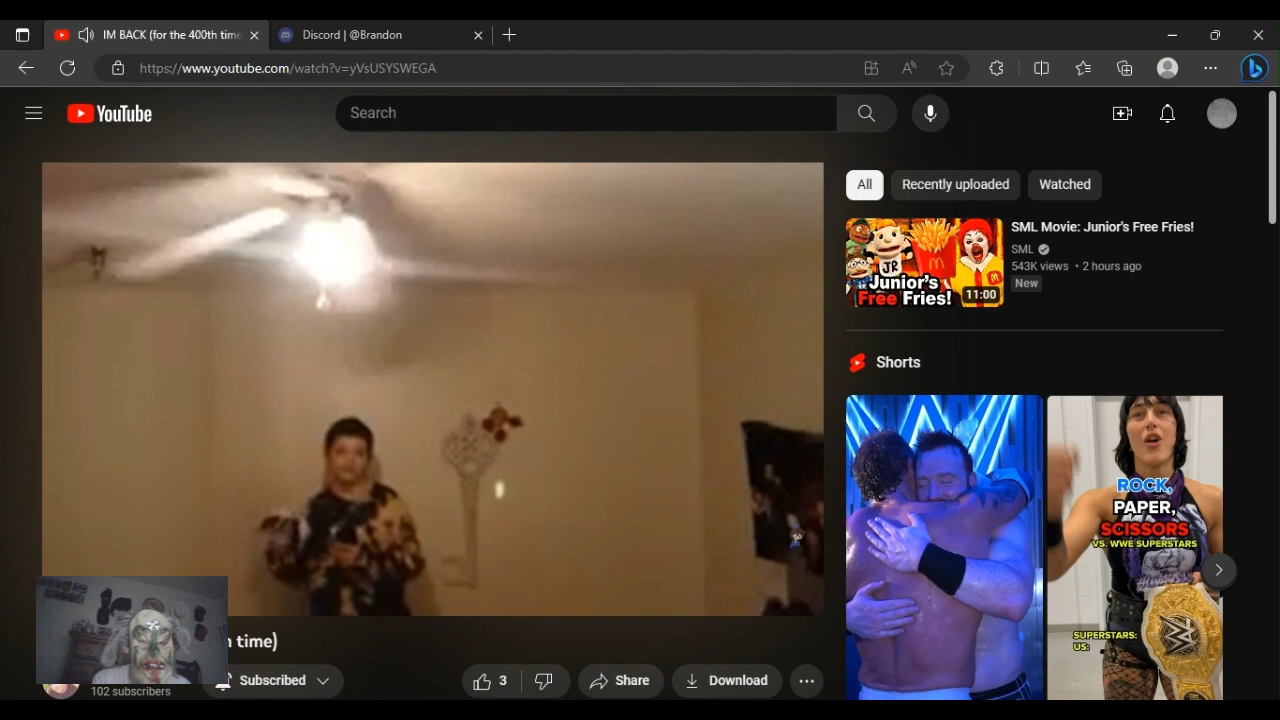 IM BACK (for the 400th time
Discord | @Brandon
https://www.youtube.com/watch?v=yVsUSYSWEGA
YouTube
Search
All
Recently uploaded
Watched
JR
Junior's
Free Fries!
11:00
SML Movie: Junior's Free Fries!
SML
543K views • 2 hours ago
New
Shorts
ROCK,
PAPER,
SCISSORS
VS. WWE SUPERSTARS
SUPERSTARS:
US:
time)
102 subscribers
Subscribed
3
Share
Download